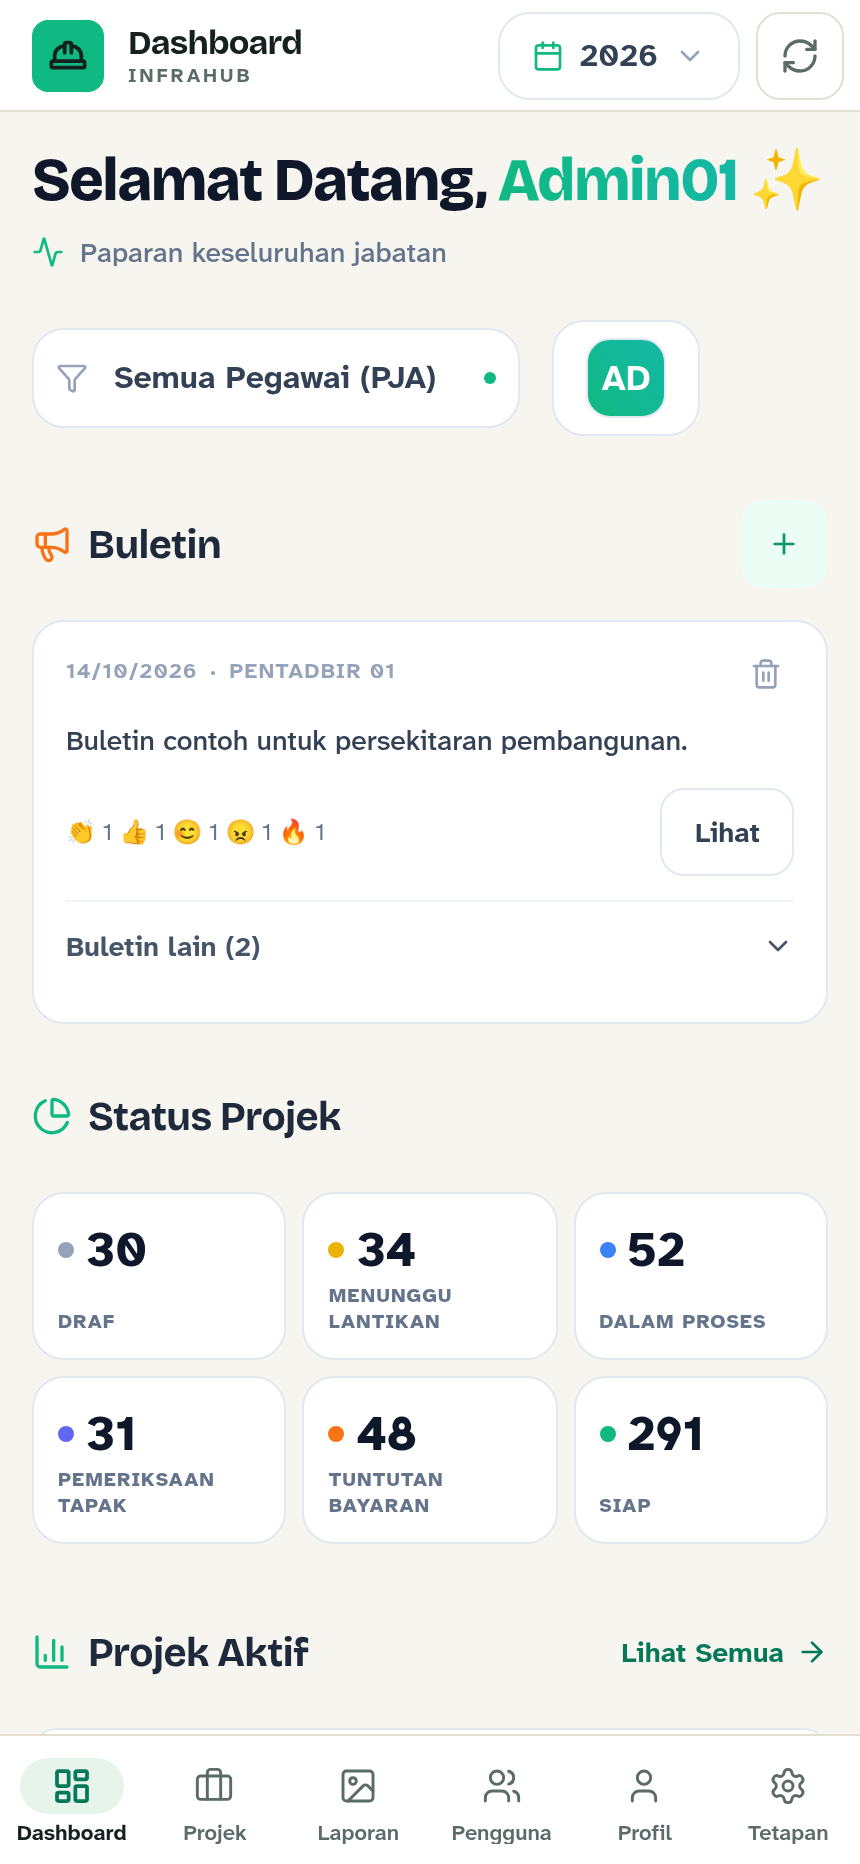 Dashboard
INFRAHUB
2026
Selamat Datang, Admin01 ✨
Paparan keseluruhan jabatan
Semua Pegawai (PJA)
AD
Buletin
14/10/2026 · PENTADBIR 01
Buletin contoh untuk persekitaran pembangunan.
👏 1 👍 1 😊 1 😠 1 🔥 1
Lihat
Buletin lain (2)
Status Projek
30
DRAF
34
MENUNGGU
LANTIKAN
52
DALAM PROSES
31
PEMERIKSAAN
TAPAK
48
TUNTUTAN
BAYARAN
291
SIAP
Projek Aktif
Lihat Semua →
Dashboard
Projek
Laporan
Pengguna
Profil
Tetapan